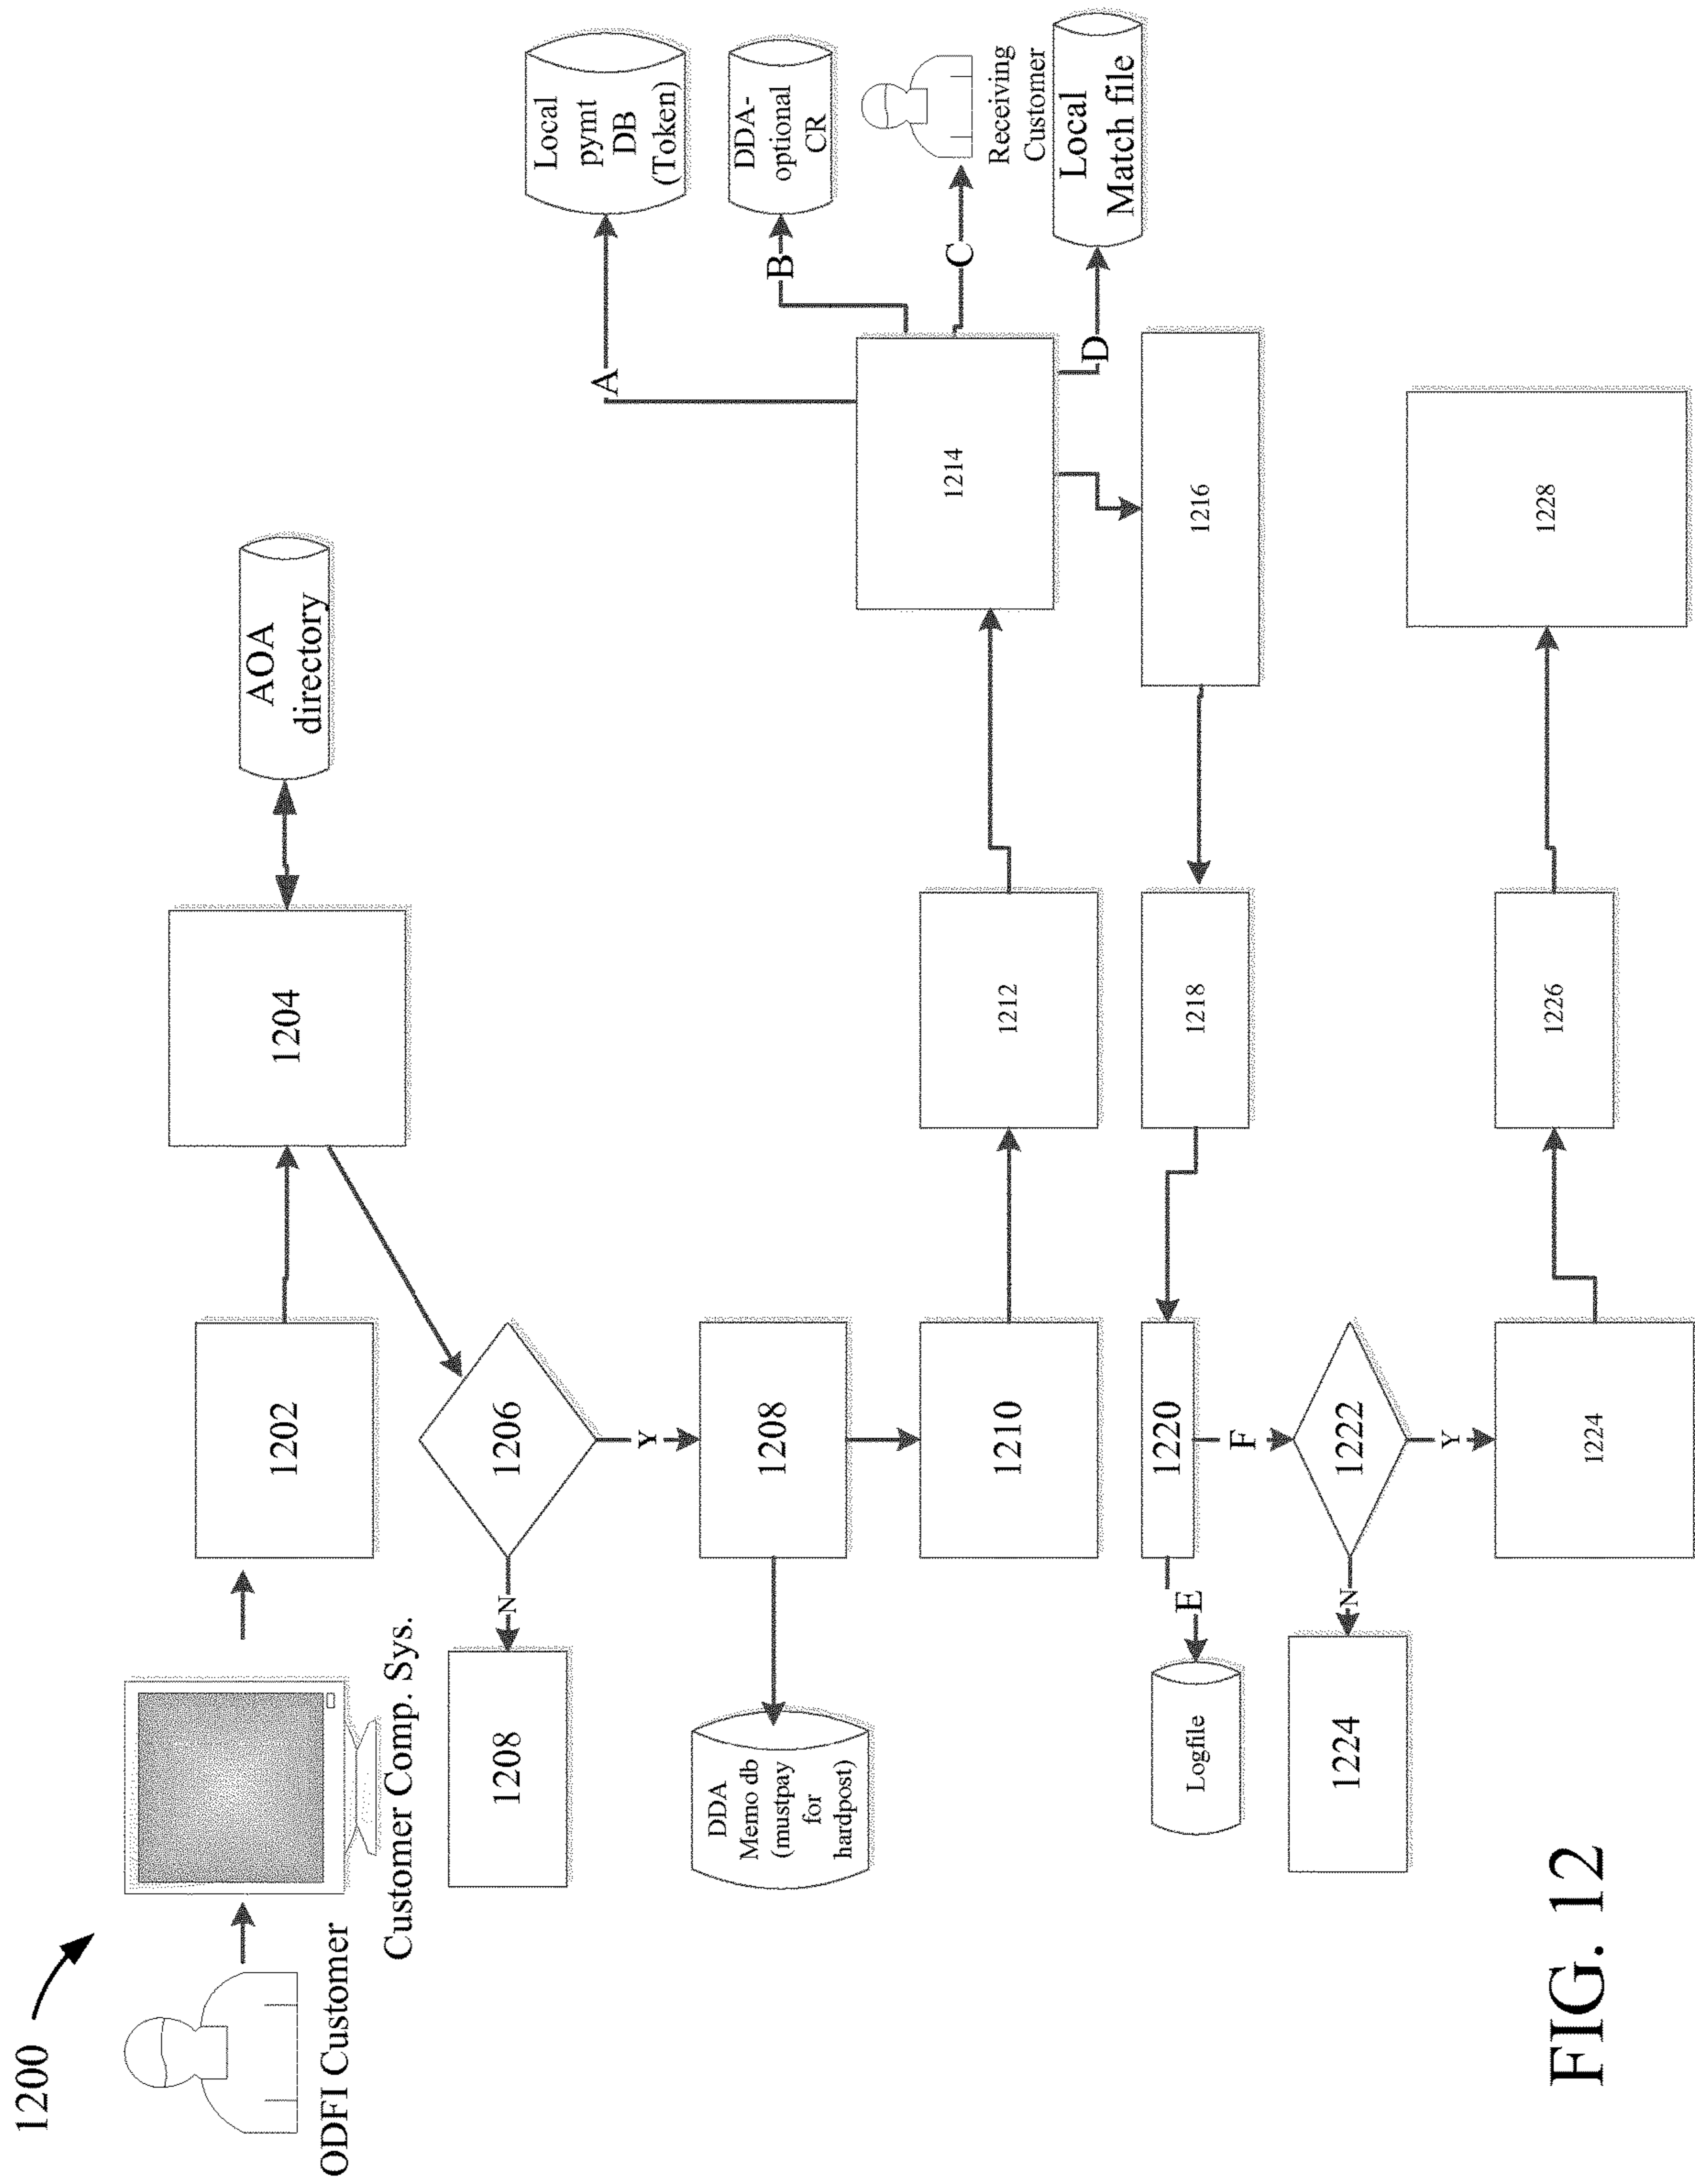 1200
ODFI Customer
Customer Comp. Sys.
1202
1204
AOA
directory
1206
N
1208
Y
1208
DDA
Memo db
(mustpay
for
hardpost)
1210
1212
1214
A
Local
pymt
DB
(Token)
B
DDA-
optional
CR
C
Receiving
Customer
D
Local
Match file
1216
1218
1220
E
Logfile
F
1222
N
1224
Y
1224
1226
1228
FIG. 12